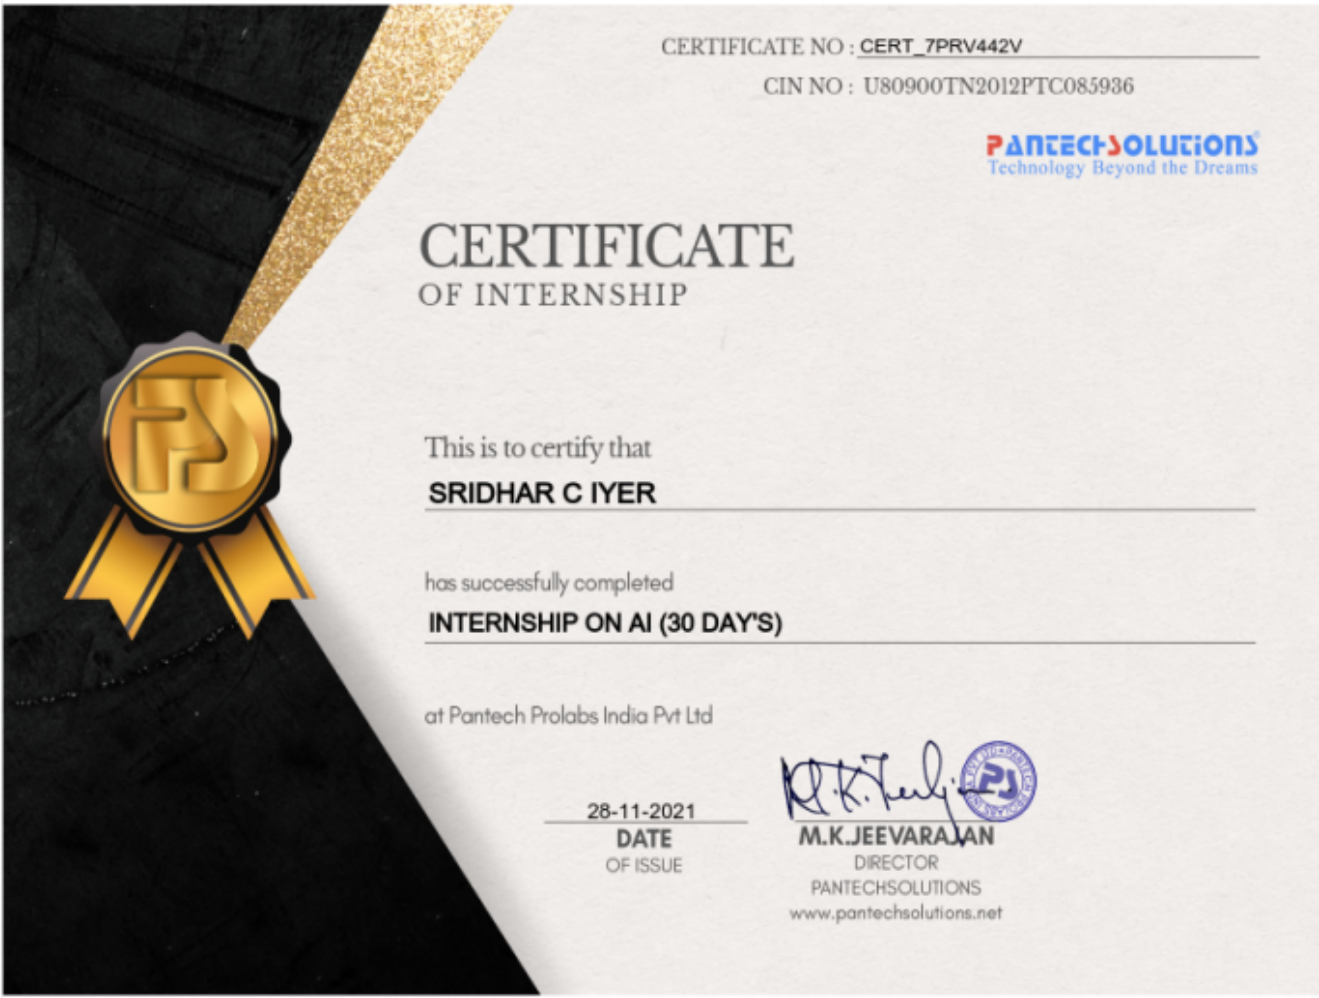 CERTIFICATE NO : CERT_7PRV442V
CIN NO : U80900TN2012PTC085936
PANTECHSOLUTIONS
Technology Beyond the Dreams
CERTIFICATE
OF INTERNSHIP
This is to certify that
SRIDHAR C IYER
has successfully completed
INTERNSHIP ON AI (30 DAY'S)
at Pantech Prolabs India Pvt Ltd
28-11-2021
DATE
OF ISSUE
M.K.JEEVARAJAN
DIRECTOR
PANTECHSOLUTIONS
www.pantechsolutions.net